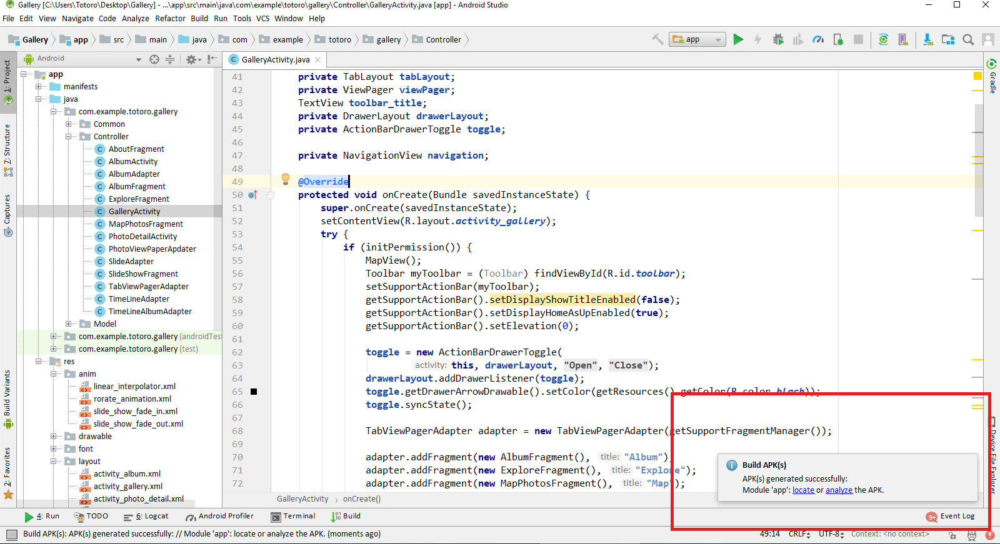 Gallery [C:\Users\Totoro\Desktop\Gallery] - ...\app\src\main\java\com\example\totoro\gallery\Controller\GalleryActivity.java [app] - Android Studio
File Edit View Navigate Code Analyze Refactor Build Run Tools VCS Window Help
Gallery app src main java com example totoro gallery Controller
app
1: Project
7: Structure
Captures
Build Variants
2: Favorites
Android
app
manifests
java
com.example.totoro.gallery
Common
Controller
AboutFragment
AlbumActivity
AlbumAdapter
AlbumFragment
ExploreFragment
GalleryActivity
MapPhotosFragment
PhotoDetailActivity
PhotoViewPaperApdater
SlideAdapter
SlideShowFragment
TabViewPagerAdapter
TimeLineAdapter
TimeLineAlbumAdapter
Model
com.example.totoro.gallery (androidTest
com.example.totoro.gallery (test)
res
anim
linear_interpolator.xml
rorate_animation.xml
slide_show_fade_in.xml
slide_show_fade_out.xml
drawable
font
layout
activity_album.xml
activity_gallery.xml
activity_photo_detail.xml
GalleryActivity.java
41 private TabLayout tabLayout;
42 private ViewPager viewPager;
43 TextView toolbar_title;
44 private DrawerLayout drawerLayout;
45 private ActionBarDrawerToggle toggle;
46
47 private NavigationView navigation;
48
49 @Override
50 protected void onCreate(Bundle savedInstanceState) {
51 super.onCreate(savedInstanceState);
52 setContentView(R.layout.activity_gallery);
53 try {
54 if (initPermission()) {
55 MapView();
56 Toolbar myToolbar = (Toolbar) findViewById(R.id.toolbar);
57 setSupportActionBar(myToolbar);
58 getSupportActionBar().setDisplayShowTitleEnabled(false);
59 getSupportActionBar().setDisplayHomeAsUpEnabled(true);
60 getSupportActionBar().setElevation(0);
61
62 toggle = new ActionBarDrawerToggle(
63 activity: this, drawerLayout, "Open", "Close");
64 drawerLayout.addDrawerListener(toggle);
65 toggle.getDrawerArrowDrawable().setColor(getResources().getColor(R.color.black));
66 toggle.syncState();
67
68 TabViewPagerAdapter adapter = new TabViewPagerAdapter(getSupportFragmentManager());
69
70 adapter.addFragment(new AlbumFragment(), title: "Album")
71 adapter.addFragment(new ExploreFragment(), title: "Explore");
72 adapter.addFragment(new MapPhotosFragment(), title: "Map");
GalleryActivity › onCreate()
Gradle
Device File Explorer
Build APK(s)
APK(s) generated successfully:
Module 'app': locate or analyze the APK.
4: Run TODO 6: Logcat Android Profiler Terminal Build 9+ Event Log
Build APK(s): APK(s) generated successfully: // Module 'app': locate or analyze the APK. (moments ago) 49:14 CRLF UTF-8 Context: <no context>